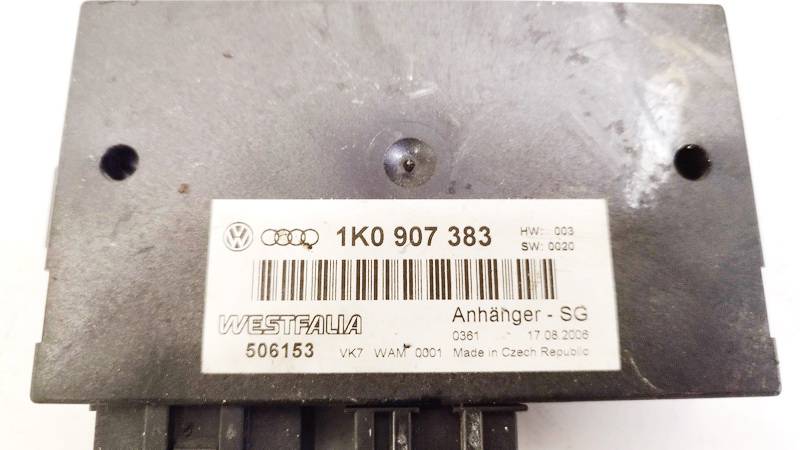 1K0 907 383
HW: 003
SW: 0020
WESTFALIA
Anhänger - SG
0361 17.08.2006
506153 VK7 WAM 0001 Made in Czech Republic